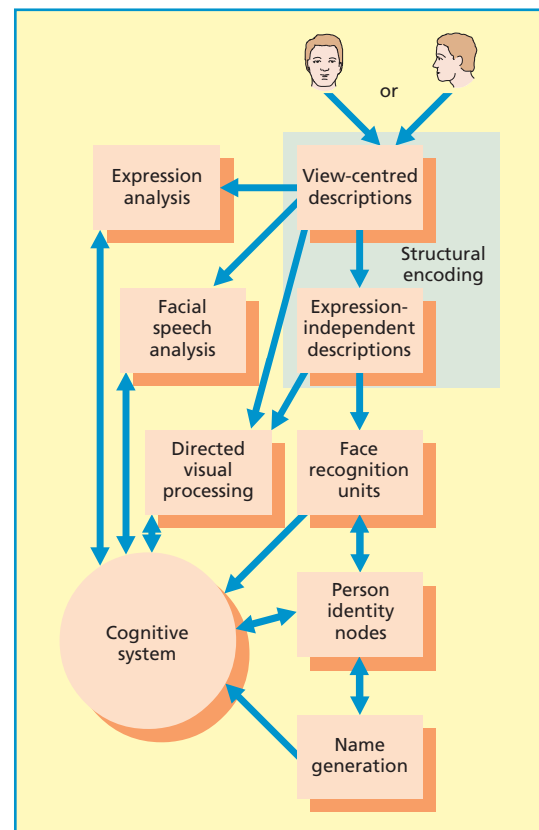 or
Expression
analysis
View-centred
descriptions
Structural
encoding
Facial
speech
analysis
Expression-
independent
descriptions
Directed
visual
processing
Face
recognition
units
Cognitive
system
Person
identity
nodes
Name
generation